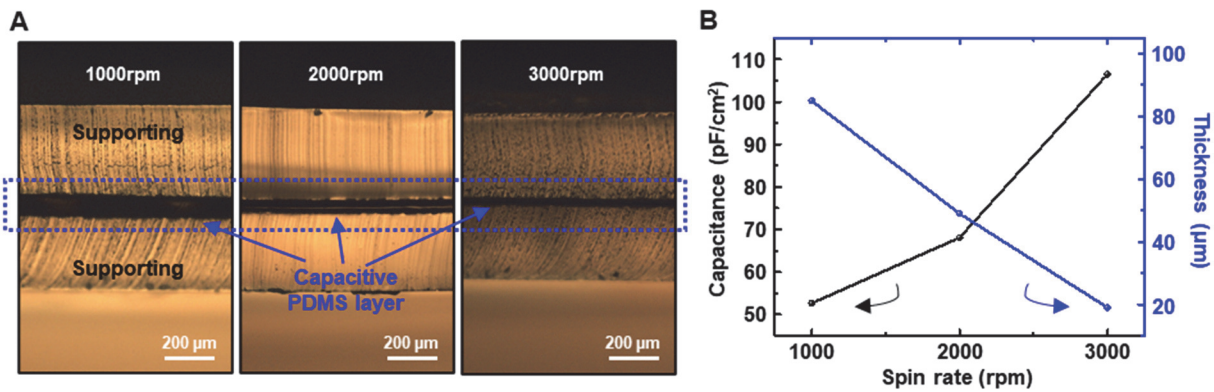 A
1000rpm
2000rpm
3000rpm
Supporting
Supporting
Capacitive
PDMS layer
200 µm
200 µm
200 µm
B
Capacitance (pF/cm²)
110
100
90
80
70
60
50
100
80
60
40
20
Thickness (µm)
1000
2000
3000
Spin rate (rpm)